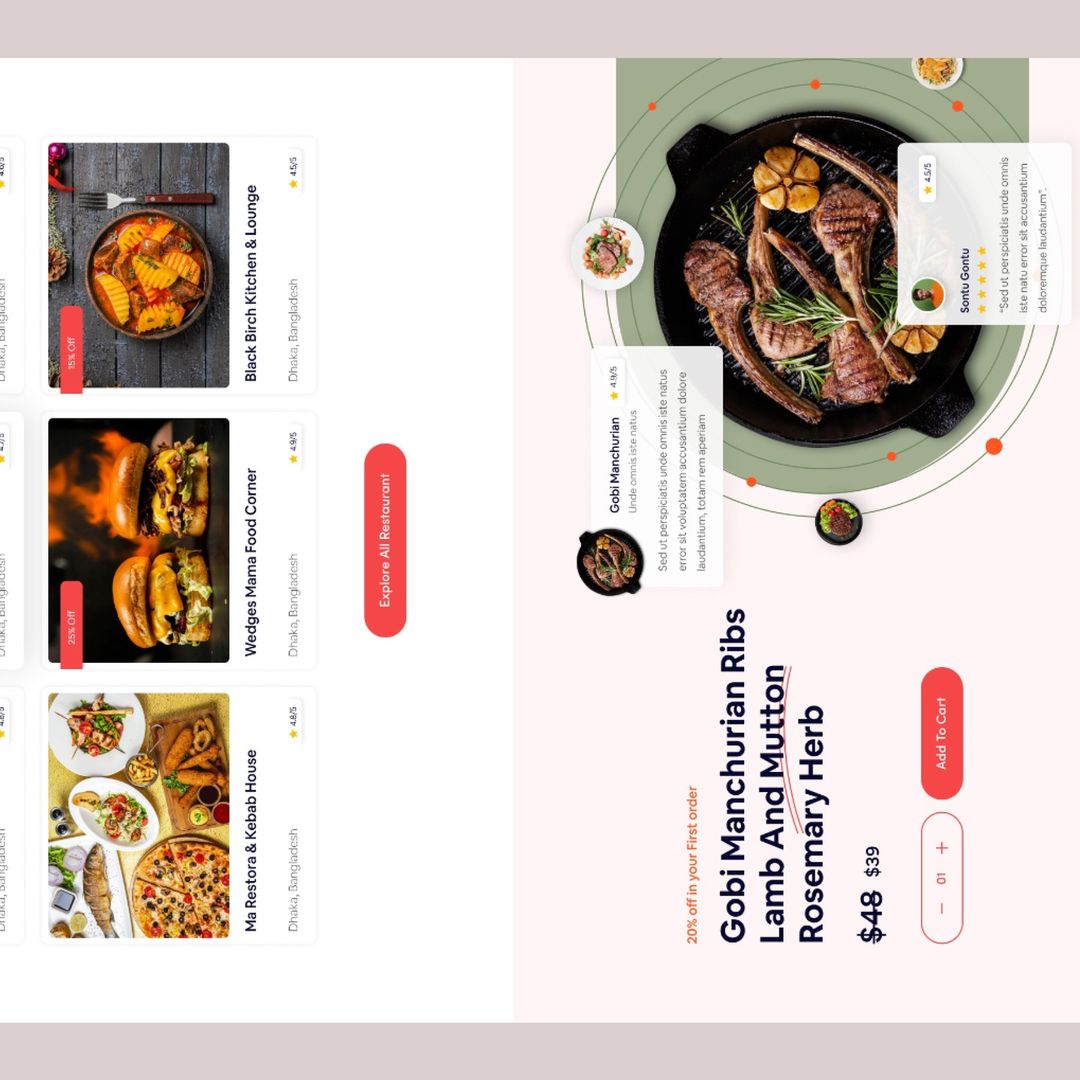 Dhaka, Bangladesh
4.8/5
Dhaka, Bangladesh
4.7/5
Dhaka, Bangladesh
4.6/5
25% Off
15% Off
Ma Restora & Kebab House
Wedges Mama Food Corner
Black Birch Kitchen & Lounge
Dhaka, Bangladesh
4.8/5
Dhaka, Bangladesh
4.9/5
Dhaka, Bangladesh
4.5/5
Explore All Restaurant
Gobi Manchurian
4.9/5
Unde omnis iste natus
Sed ut perspiciatis unde omnis iste natus
error sit voluptatem accusantium dolore
laudantium, totam rem aperiam
20% off in your First order
Gobi Manchurian Ribs
Lamb And Mutton
Rosemary Herb
$48 $39
01
Add To Cart
4.5/5
Sontu Gontu
"Sed ut perspiciatis unde omnis
iste natu error sit accusantium
doloremque laudantium".